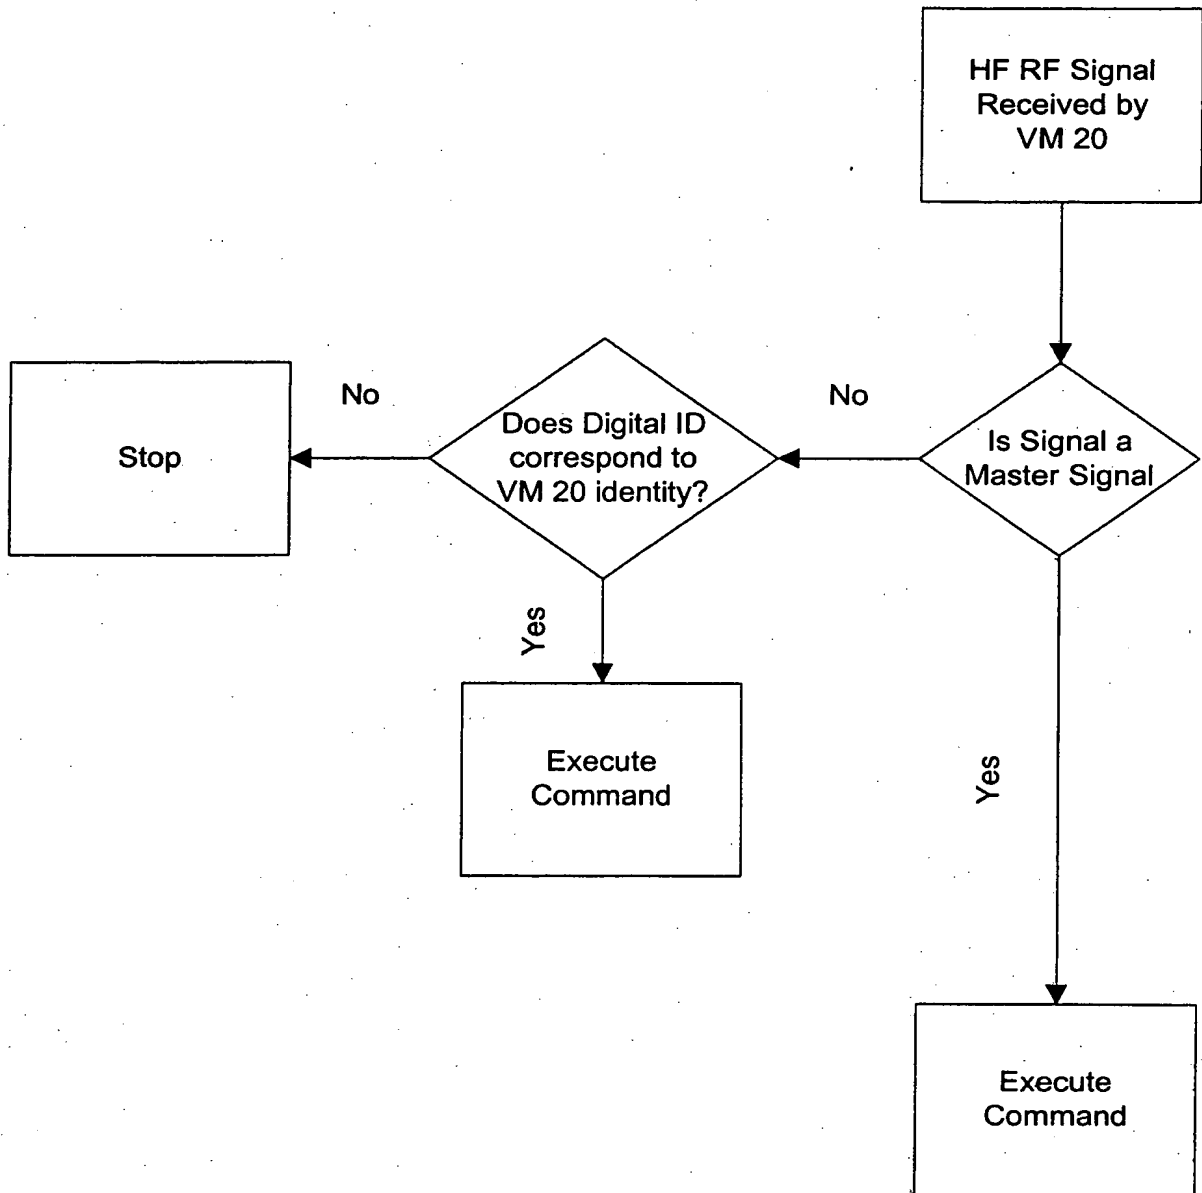 HF RF Signal
Received by
VM 20
No
No
Stop
Does Digital ID
correspond to
VM 20 identity?
Is Signal a
Master Signal
Yes
Execute
Command
Yes
Execute
Command